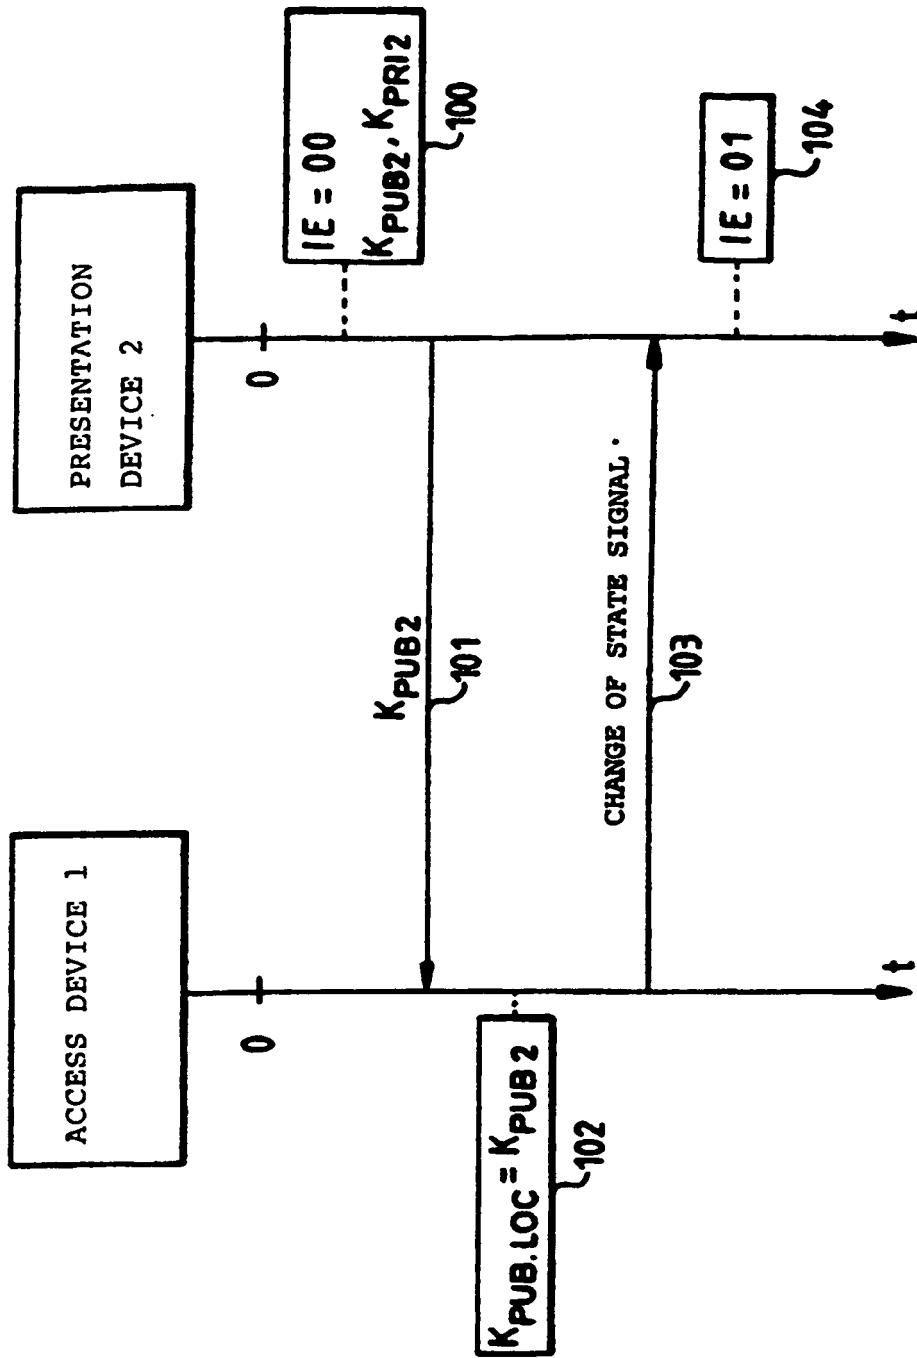 ACCESS DEVICE 1
PRESENTATION
DEVICE 2
0
0
IE = 00
KPUB2, KPRI2
100
KPUB2
101
KPUB.LOC = KPUB2
102
CHANGE OF STATE SIGNAL
103
IE = 01
104
t
t